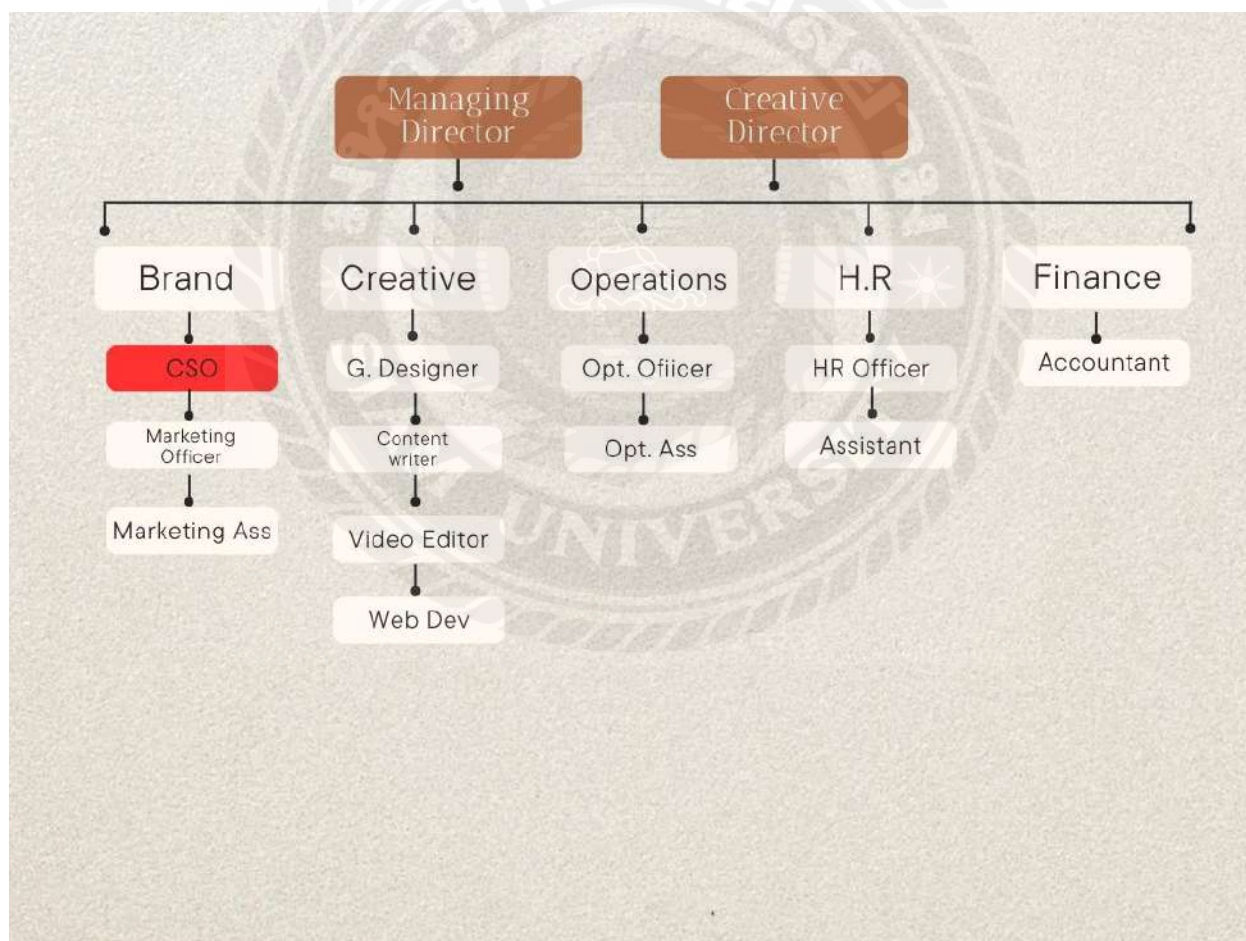 Managing
Director
Creative
Director
Brand
Creative
Operations
H.R
Finance
CSO
G. Designer
Opt. Ofiicer
HR Officer
Accountant
Marketing
Officer
Content
writer
Opt. Ass
Assistant
Marketing Ass
Video Editor
Web Dev
UNIVERSITY